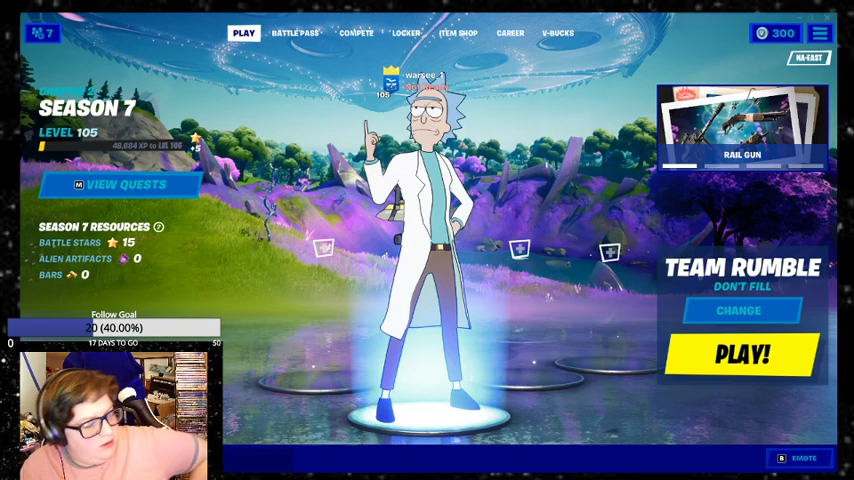 7
PLAY
BATTLE PASS
COMPETE
LOCKER
ITEM SHOP
CAREER
V-BUCKS
300
NA-EAST
105
SEASON 7
LEVEL 105
+5
M VIEW QUESTS
SEASON 7 RESOURCES ?
BATTLE STARS 15
ALIEN ARTIFACTS 0
BARS 0
RAIL GUN
TEAM RUMBLE
DON'T FILL
CHANGE
PLAY!
Follow Goal
20 (40.00%)
0 17 DAYS TO GO 50
B EMOTE